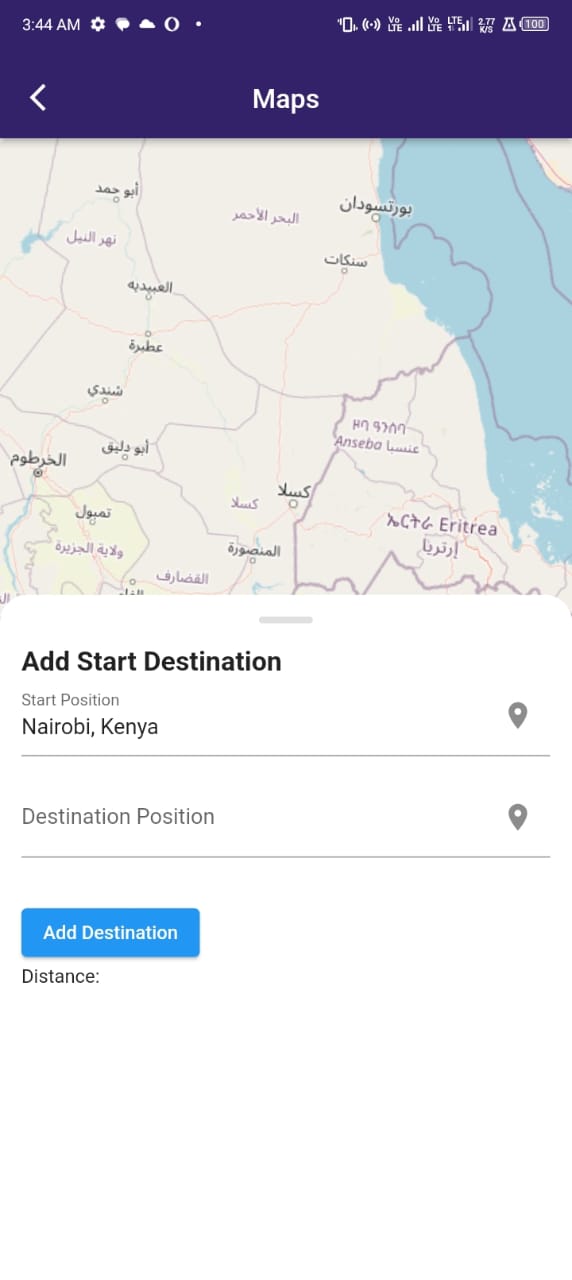 3:44 AM
Vo LTE
Vo LTE
LTE
2.77 K/S
100
Maps
أبو حمد
بورتسودان
البحر الأحمر
نهر النيل
سنكات
العبيديه
عطبرة
شندي
ዞባ ዓንሰባ
Anseba عنسبا
أبو دليق
الخرطوم
كسلا
كسلا
تمبول
ኤርትራ Eritrea
إرتريا
ولاية الجزيرة
المنصورة
القضارف
Add Start Destination
Start Position
Nairobi, Kenya
Destination Position
Add Destination
Distance: